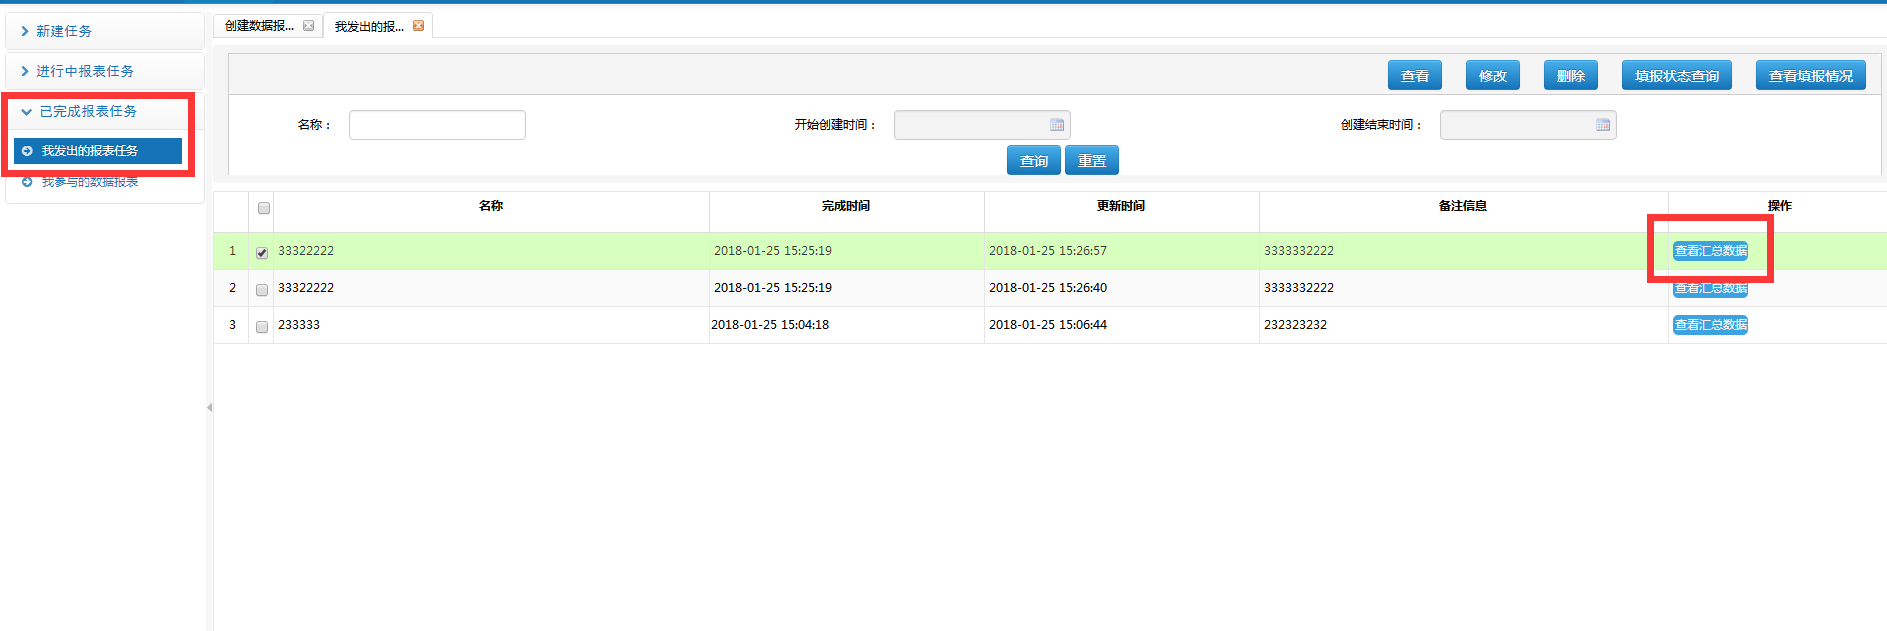 新建任务
进行中报表任务
已完成报表任务
我发出的报表任务
我参与的数据报表
创建数据报...
我发出的报...
查看 修改 删除 填报状态查询 查看填报情况
名称： 开始创建时间： 创建结束时间：
查询 重置
名称 完成时间 更新时间 备注信息 操作
1 33322222 2018-01-25 15:25:19 2018-01-25 15:26:57 3333332222 查看汇总数据
2 33322222 2018-01-25 15:25:19 2018-01-25 15:26:40 3333332222 查看汇总数据
3 233333 2018-01-25 15:04:18 2018-01-25 15:06:44 232323232 查看汇总数据